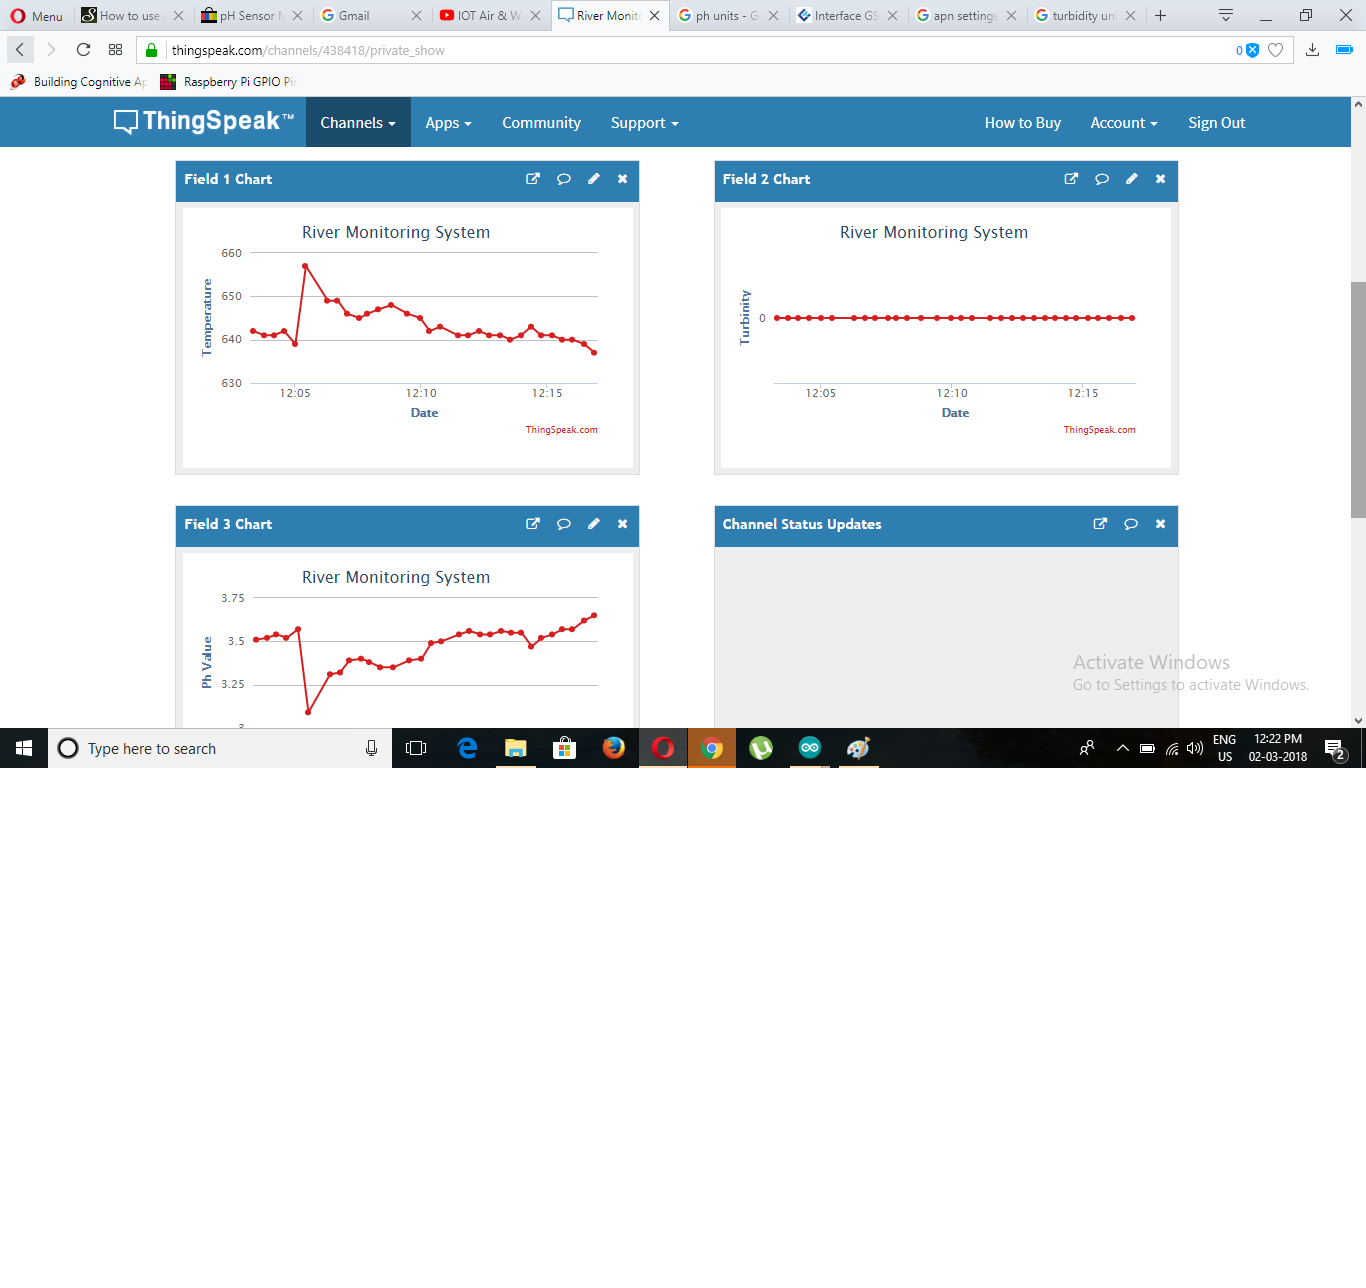 Menu
How to use
pH Sensor M
Gmail
IOT Air & W
River Monit
ph units - G
Interface GS
apn settings
turbidity un
thingspeak.com/channels/438418/private_show
0
Building Cognitive Ap
Raspberry Pi GPIO Pin
ThingSpeak™
Channels
Apps
Community
Support
How to Buy
Account
Sign Out
Field 1 Chart
River Monitoring System
660
650
640
630
Temperature
12:05
12:10
12:15
Date
ThingSpeak.com
Field 2 Chart
River Monitoring System
Turbinity
0
12:05
12:10
12:15
Date
ThingSpeak.com
Field 3 Chart
River Monitoring System
3.75
3.5
3.25
Ph Value
Channel Status Updates
Activate Windows
Go to Settings to activate Windows.
Type here to search
ENG
US
12:22 PM
02-03-2018
2